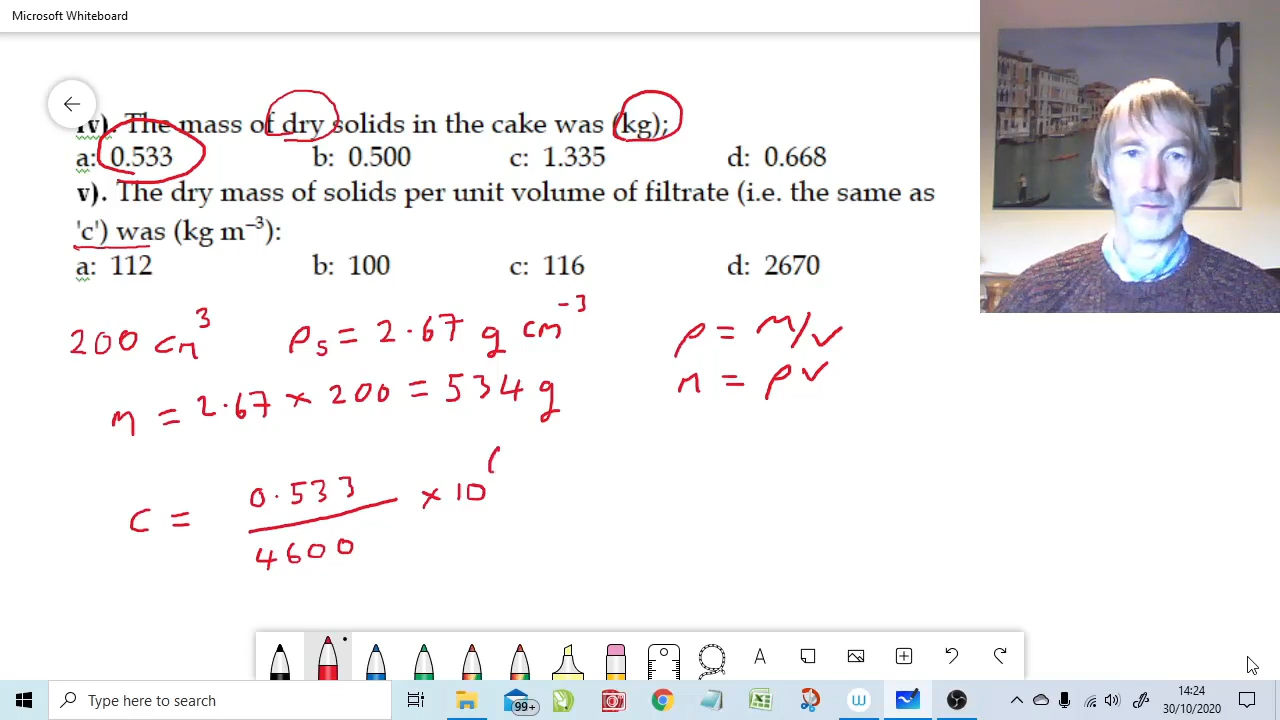 Microsoft Whiteboard
iv). The mass of dry solids in the cake was (kg);
a: 0.533 b: 0.500 c: 1.335 d: 0.668
v). The dry mass of solids per unit volume of filtrate (i.e. the same as
'c') was (kg m⁻³):
a: 112 b: 100 c: 116 d: 2670
200 cm³ ρs = 2.67 g cm⁻³ ρ = m/v
m = 2.67 × 200 = 534 g m = ρv
C = 0.533 × 10
4600
A
99+
W
Type here to search
14:24
30/10/2020